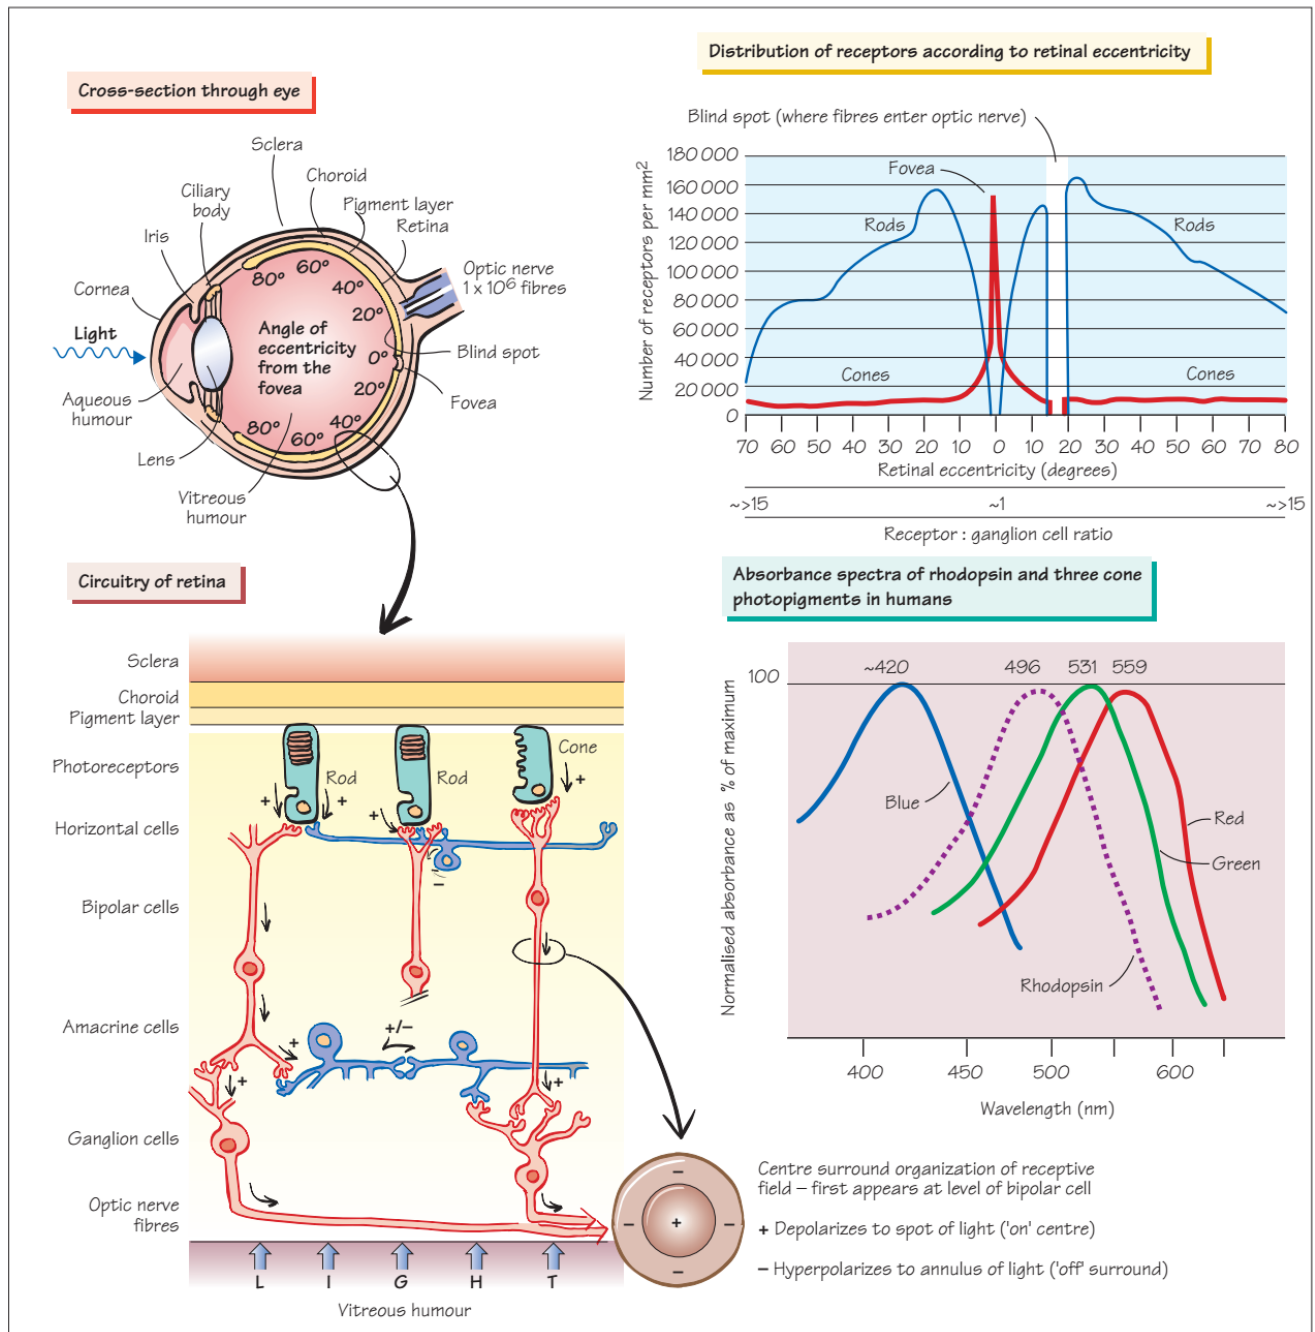 Cross-section through eye
Sclera
Choroid
Ciliary
body
Pigment layer
Retina
Iris
Optic nerve
1 x 10⁶ fibres
Cornea
Light
80°
60°
40°
20°
0°
20°
40°
60°
80°
Angle of
eccentricity
from the
fovea
Blind spot
Fovea
Aqueous
humour
Lens
Vitreous
humour
Distribution of receptors according to retinal eccentricity
Blind spot (where fibres enter optic nerve)
Number of receptors per mm²
180 000
160 000
140 000
120 000
100 000
80 000
60 000
40 000
20 000
0
Fovea
Rods
Rods
Cones
Cones
70 60 50 40 30 20 10 0 10 20 30 40 50 60 70 80
Retinal eccentricity (degrees)
~>15 ~1 ~>15
Receptor : ganglion cell ratio
Circuitry of retina
Sclera
Choroid
Pigment layer
Photoreceptors
Horizontal cells
Bipolar cells
Amacrine cells
Ganglion cells
Optic nerve
fibres
Rod
Rod
Cone
+
+
+
+
–
–
+
+/–
+
+
L I G H T
Vitreous humour
–
– + –
–
Centre surround organization of receptive
field – first appears at level of bipolar cell
+ Depolarizes to spot of light ('on' centre)
– Hyperpolarizes to annulus of light ('off' surround)
Absorbance spectra of rhodopsin and three cone
photopigments in humans
Normalised absorbance as % of maximum
100
~420 496 531 559
Blue
Red
Green
Rhodopsin
400 450 500 600
Wavelength (nm)